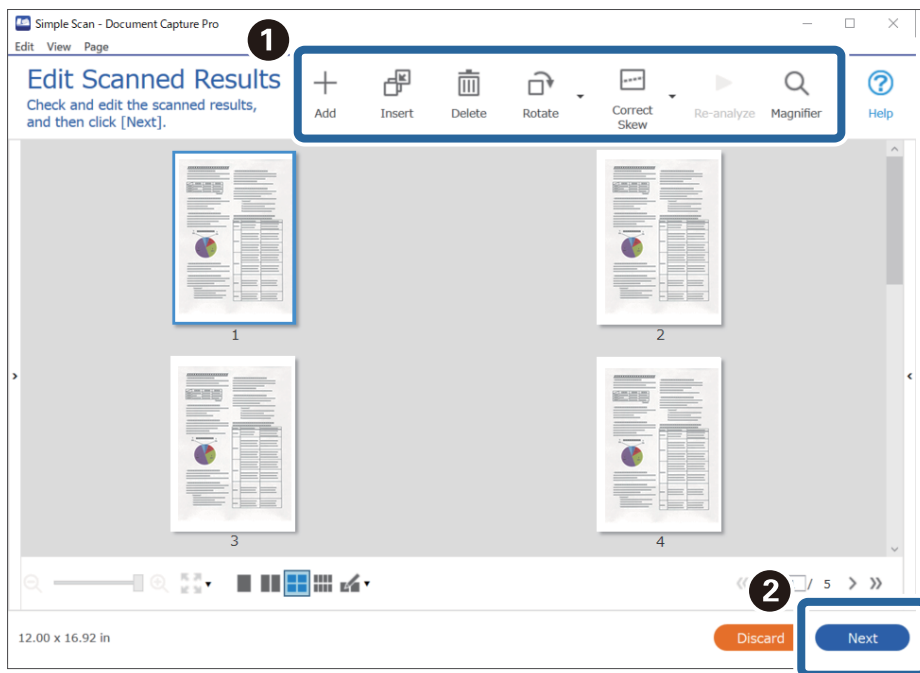 Simple Scan - Document Capture Pro
Edit View Page
1
Edit Scanned Results
Check and edit the scanned results,
and then click [Next].
Add
Insert
Delete
Rotate
Correct
Skew
Re-analyze
Magnifier
Help
1
2
3
4
/ 5
2
12.00 x 16.92 in
Discard
Next